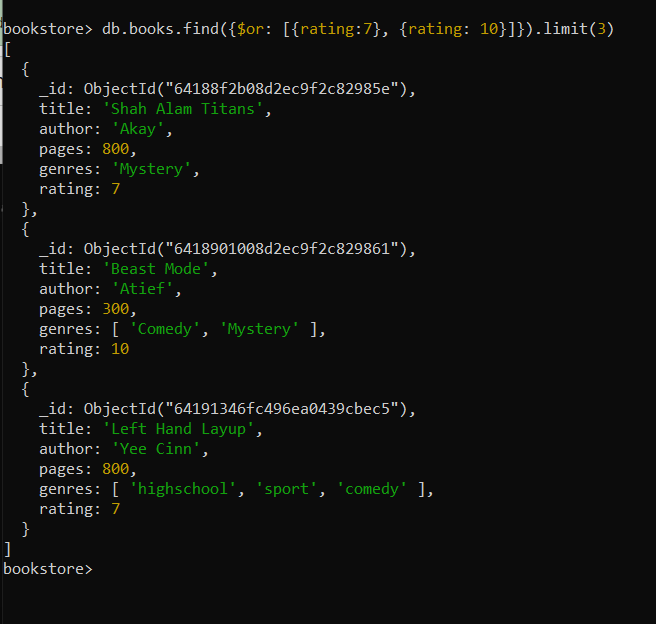 bookstore> db.books.find({$or: [{rating:7}, {rating: 10}]}).limit(3)
[
  {
    _id: ObjectId("64188f2b08d2ec9f2c82985e"),
    title: 'Shah Alam Titans',
    author: 'Akay',
    pages: 800,
    genres: 'Mystery',
    rating: 7
  },
  {
    _id: ObjectId("6418901008d2ec9f2c829861"),
    title: 'Beast Mode',
    author: 'Atief',
    pages: 300,
    genres: [ 'Comedy', 'Mystery' ],
    rating: 10
  },
  {
    _id: ObjectId("64191346fc496ea0439cbec5"),
    title: 'Left Hand Layup',
    author: 'Yee Cinn',
    pages: 800,
    genres: [ 'highschool', 'sport', 'comedy' ],
    rating: 7
  }
]
bookstore>